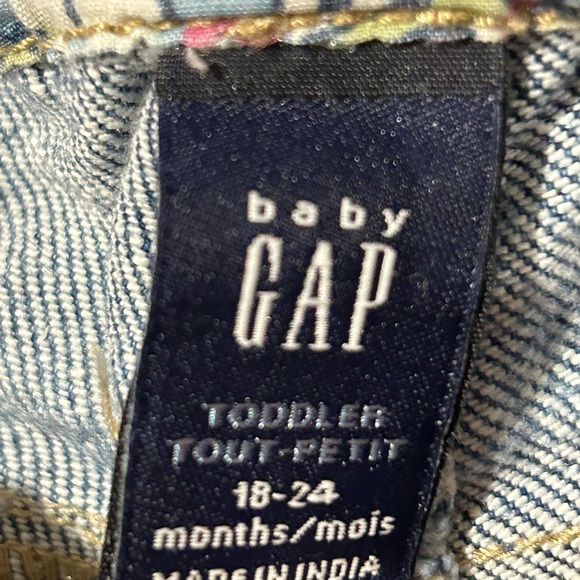 baby
GAP
TODDLER
TOUT-PETIT
18-24
months/mois
MADE IN INDIA